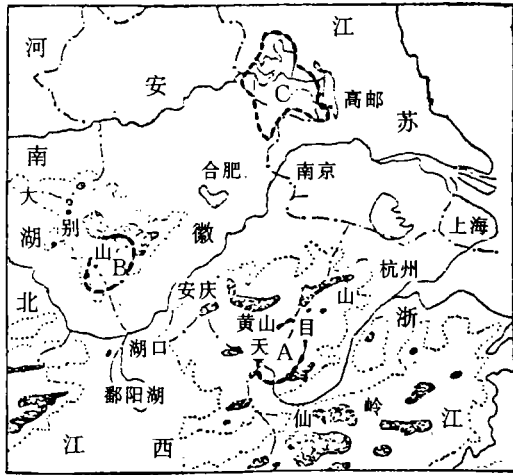 河
江
安
C
高邮
苏
南
合肥
南京
大
湖
别
徽
上海
山
B
杭州
北
安庆
山
黄山
目
浙
湖口
天
A
鄱阳湖
仙
岭
江
江
西